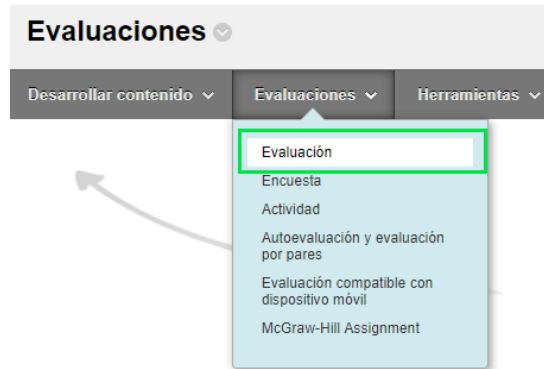 Evaluaciones
Desarrollar contenido Evaluaciones Herramientas
Evaluación
Encuesta
Actividad
Autoevaluación y evaluación
por pares
Evaluación compatible con
dispositivo móvil
McGraw-Hill Assignment